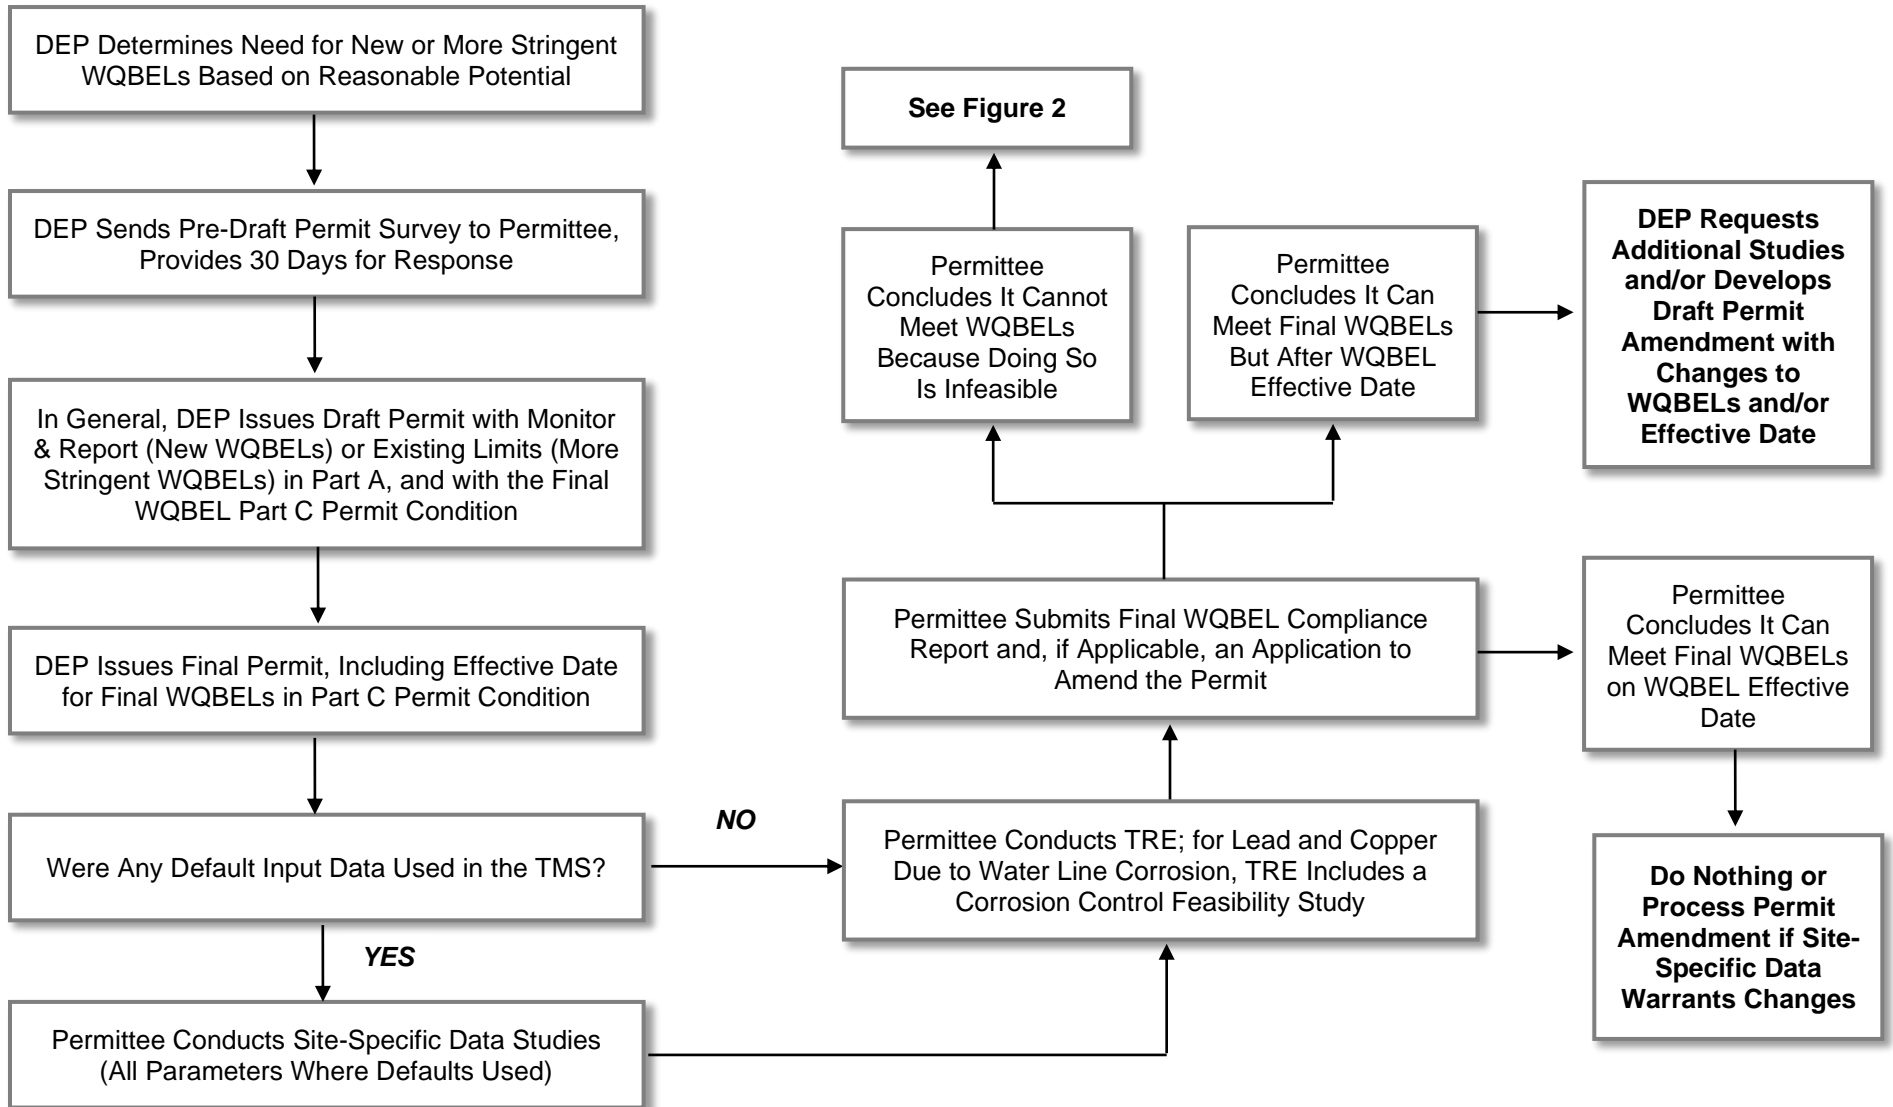 DEP Determines Need for New or More Stringent
WQBELs Based on Reasonable Potential
DEP Sends Pre-Draft Permit Survey to Permittee,
Provides 30 Days for Response
In General, DEP Issues Draft Permit with Monitor
& Report (New WQBELs) or Existing Limits (More
Stringent WQBELs) in Part A, and with the Final
WQBEL Part C Permit Condition
DEP Issues Final Permit, Including Effective Date
for Final WQBELs in Part C Permit Condition
Were Any Default Input Data Used in the TMS?
NO
YES
Permittee Conducts Site-Specific Data Studies
(All Parameters Where Defaults Used)
Permittee Conducts TRE; for Lead and Copper
Due to Water Line Corrosion, TRE Includes a
Corrosion Control Feasibility Study
Permittee Submits Final WQBEL Compliance
Report and, if Applicable, an Application to
Amend the Permit
Permittee
Concludes It Cannot
Meet WQBELs
Because Doing So
Is Infeasible
See Figure 2
Permittee
Concludes It Can
Meet Final WQBELs
But After WQBEL
Effective Date
DEP Requests
Additional Studies
and/or Develops
Draft Permit
Amendment with
Changes to
WQBELs and/or
Effective Date
Permittee
Concludes It Can
Meet Final WQBELs
on WQBEL Effective
Date
Do Nothing or
Process Permit
Amendment if Site-
Specific Data
Warrants Changes